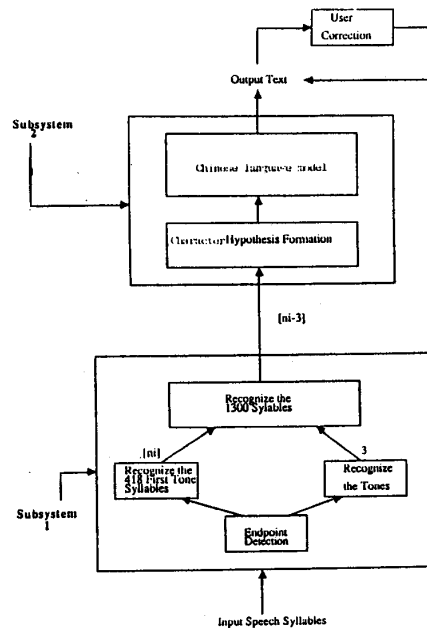 User
Correction
Output Text
Subsystem
2
Chinese language model
Character Hypothesis Formation
[ni-3]
Recognize the
1300 Sylables
[ni]
3
Recognize the
418 First Tone
Syllables
Recognize
the Tones
Subsystem
1
Endpoint
Detection
Input Speech Syllables